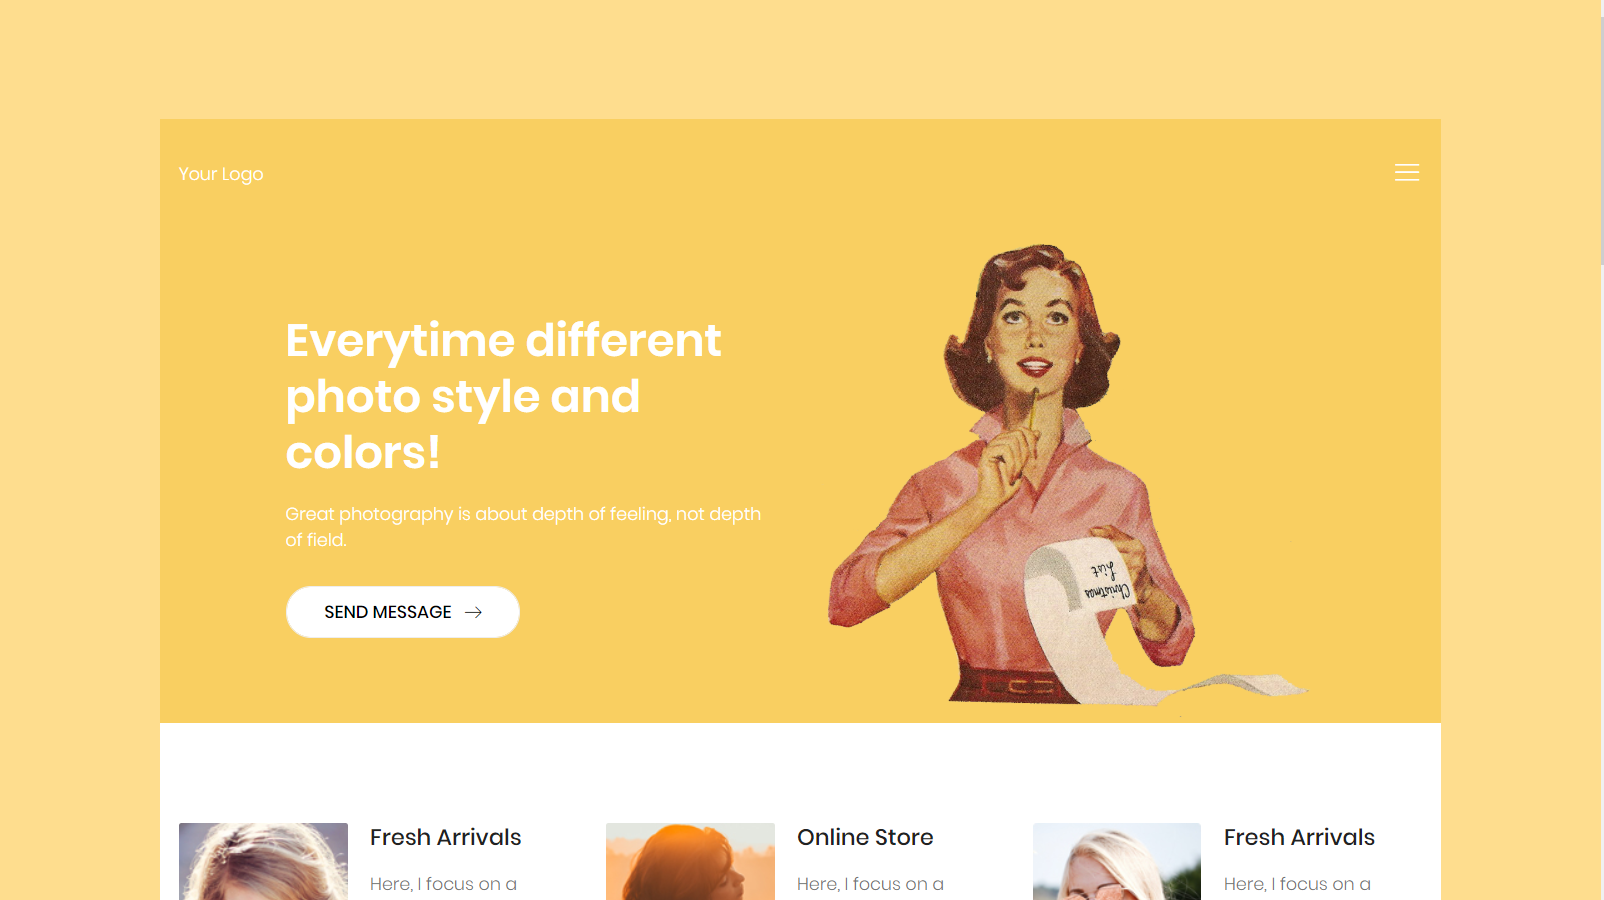 Your Logo
Everytime different
photo style and
colors!
Great photography is about depth of feeling, not depth
of field.
SEND MESSAGE
Christmas
List
Fresh Arrivals
Here, I focus on a
Online Store
Here, I focus on a
Fresh Arrivals
Here, I focus on a